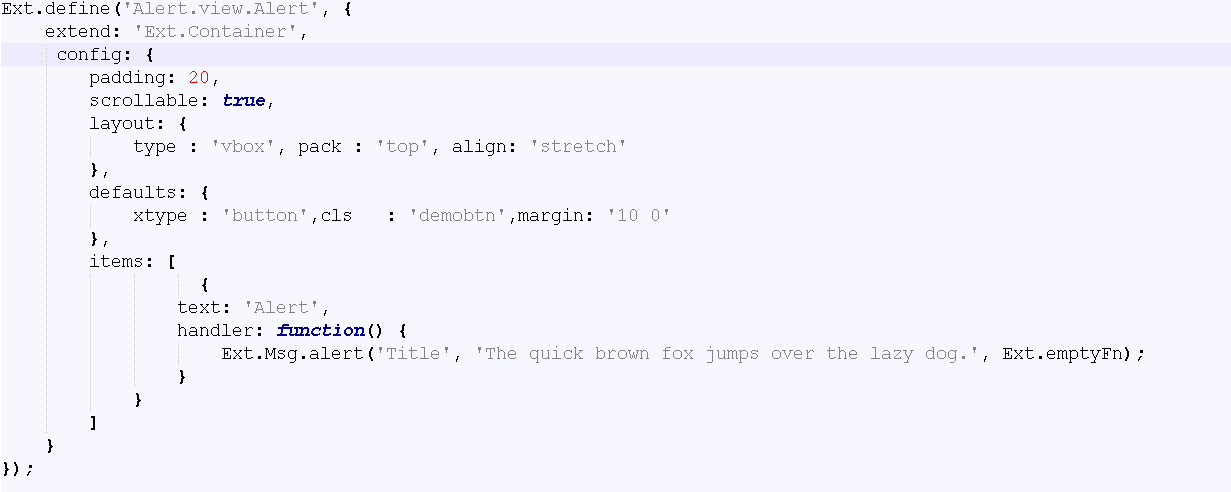 Ext.define('Alert.view.Alert', {
    extend: 'Ext.Container',
     config: {
        padding: 20,
        scrollable: true,
        layout: {
            type : 'vbox', pack : 'top', align: 'stretch'
        },
        defaults: {
            xtype : 'button',cls   : 'demobtn',margin: '10 0'
        },
        items: [
                  {
                text: 'Alert',
                handler: function() {
                    Ext.Msg.alert('Title', 'The quick brown fox jumps over the lazy dog.', Ext.emptyFn);
                }
            }
        ]
    }
});